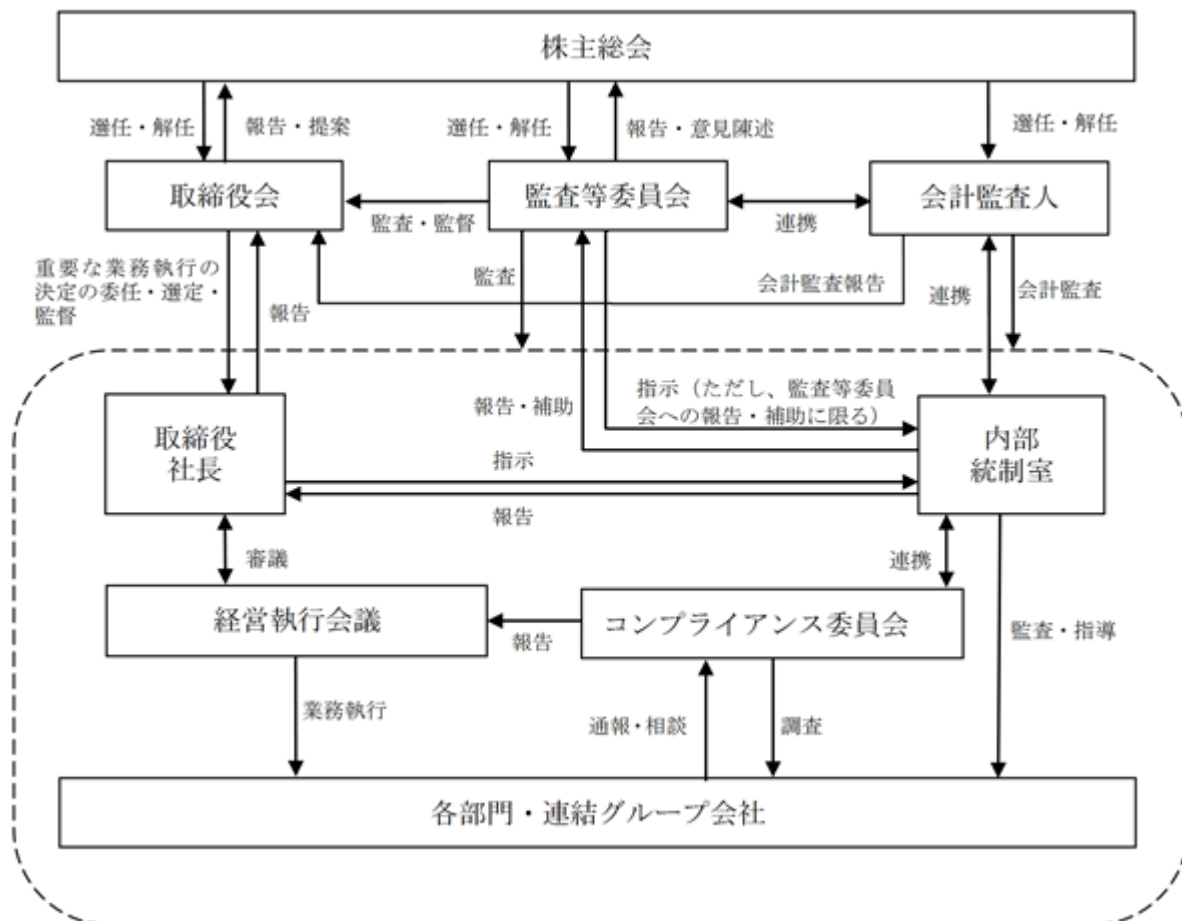 株主総会
選任・解任
報告・提案
選任・解任
報告・意見陳述
選任・解任
取締役会
監査等委員会
会計監査人
監査・監督
連携
重要な業務執行の
決定の委任・選定・
監督
報告
監査
会計監査報告
連携
会計監査
取締役
社長
報告・補助
指示（ただし、監査等委員
会への報告・補助に限る）
内部
統制室
指示
報告
審議
連携
経営執行会議
報告
コンプライアンス委員会
監査・指導
業務執行
通報・相談
調査
各部門・連結グループ会社